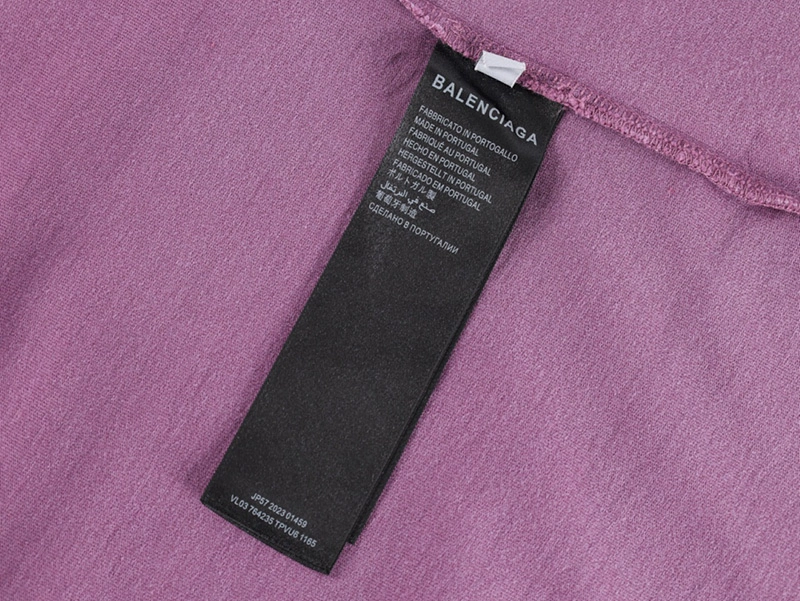 BALENCIAGA
FABBRICATO IN PORTOGALLO
MADE IN PORTUGAL
FABRIQUÉ AU PORTUGAL
HECHO EN PORTUGAL
HERGESTELLT IN PORTUGAL
FABRICADO EM PORTUGAL
ポルトガル製
صنع في البرتغال
葡萄牙制造
СДЕЛАНО В ПОРТУГАЛИИ
JP57 2023 01459
VL03 764235 TPVU6 1165